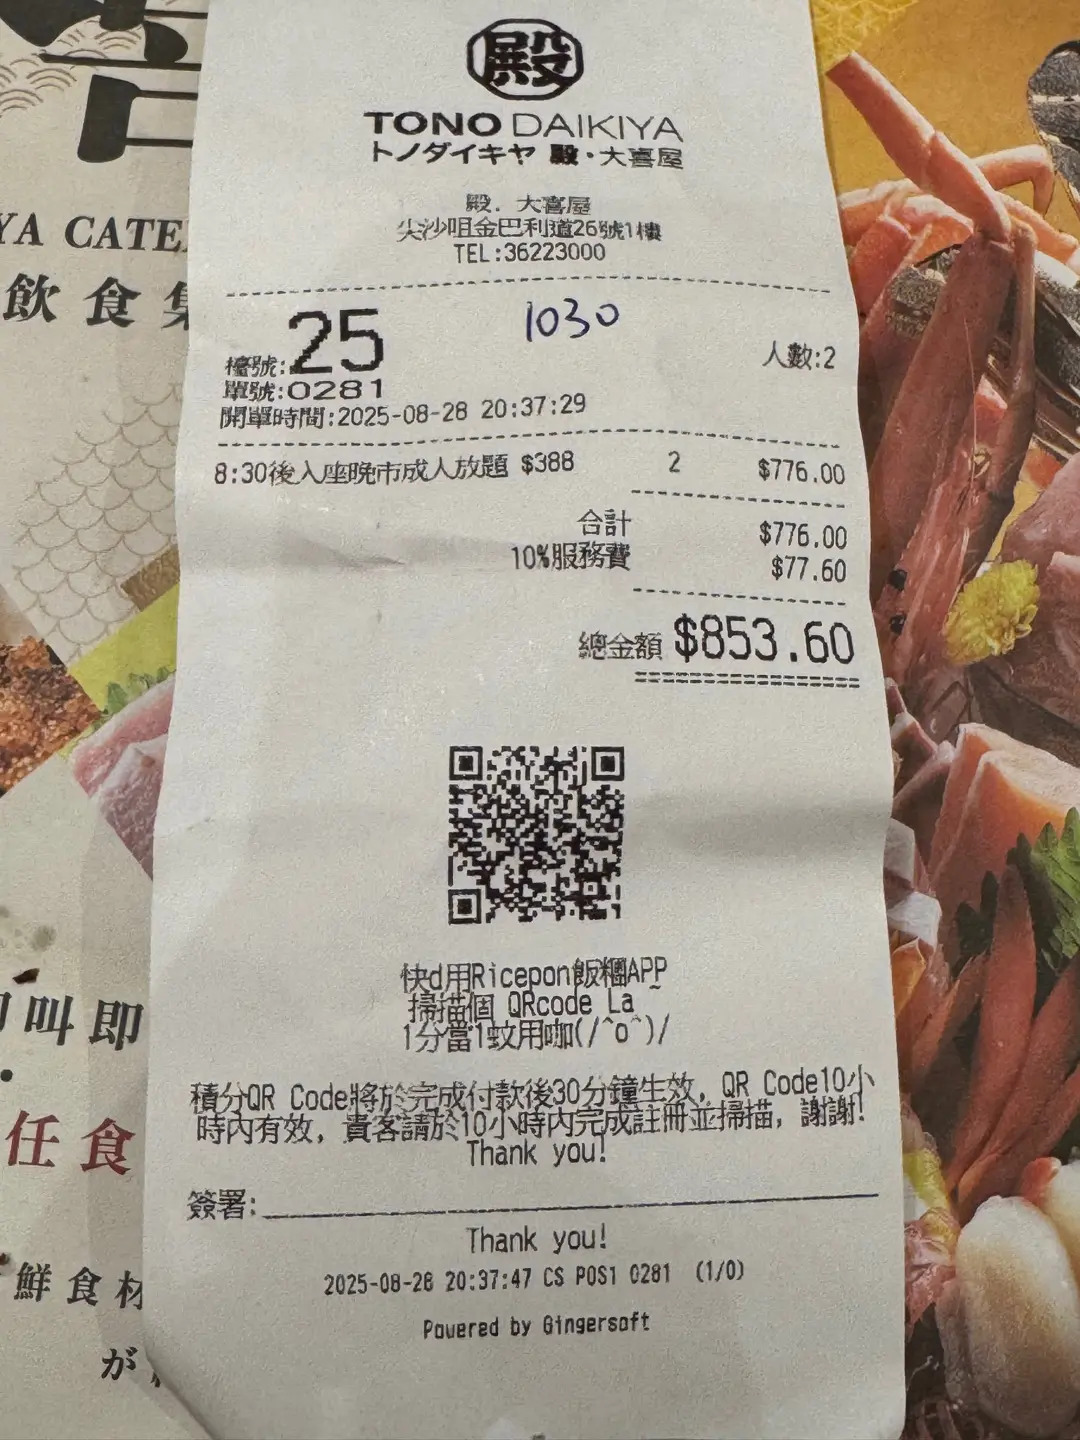 殿
TONO DAIKIYA
トノダイキヤ 殿・大喜屋
殿. 大喜屋
尖沙咀金巴利道26號1樓
TEL:36223000
1030
檯號:25
人數:2
單號:0281
開單時間:2025-08-28 20:37:29
8:30後入座晚市成人放題 $388 2 $776.00
合計 $776.00
10%服務費 $77.60
總金額 $853.60
快d用Ricepon飯糰APP
掃描個 QRcode La~
1分當1蚊用咖(/^o^)/
積分QR Code將於完成付款後30分鐘生效, QR Code10小
時內有效, 貴客請於10小時內完成註冊並掃描, 謝謝!
Thank you!
簽署:
Thank you!
2025-08-28 20:37:47 CS POS1 0281 (1/0)
Powered by Gingersoft
YA CATE
飲食集
叫即
任食
鮮食材
が